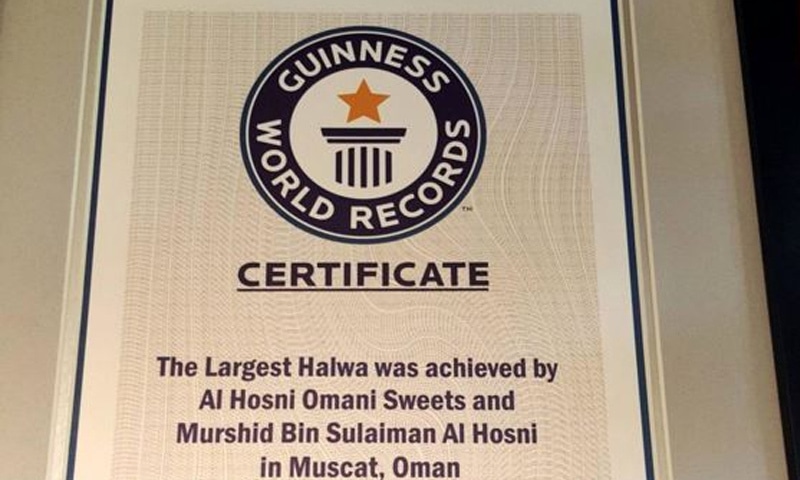 GUINNESS
WORLD RECORDS
TM
CERTIFICATE
The Largest Halwa was achieved by
Al Hosni Omani Sweets and
Murshid Bin Sulaiman Al Hosni
in Muscat, Oman